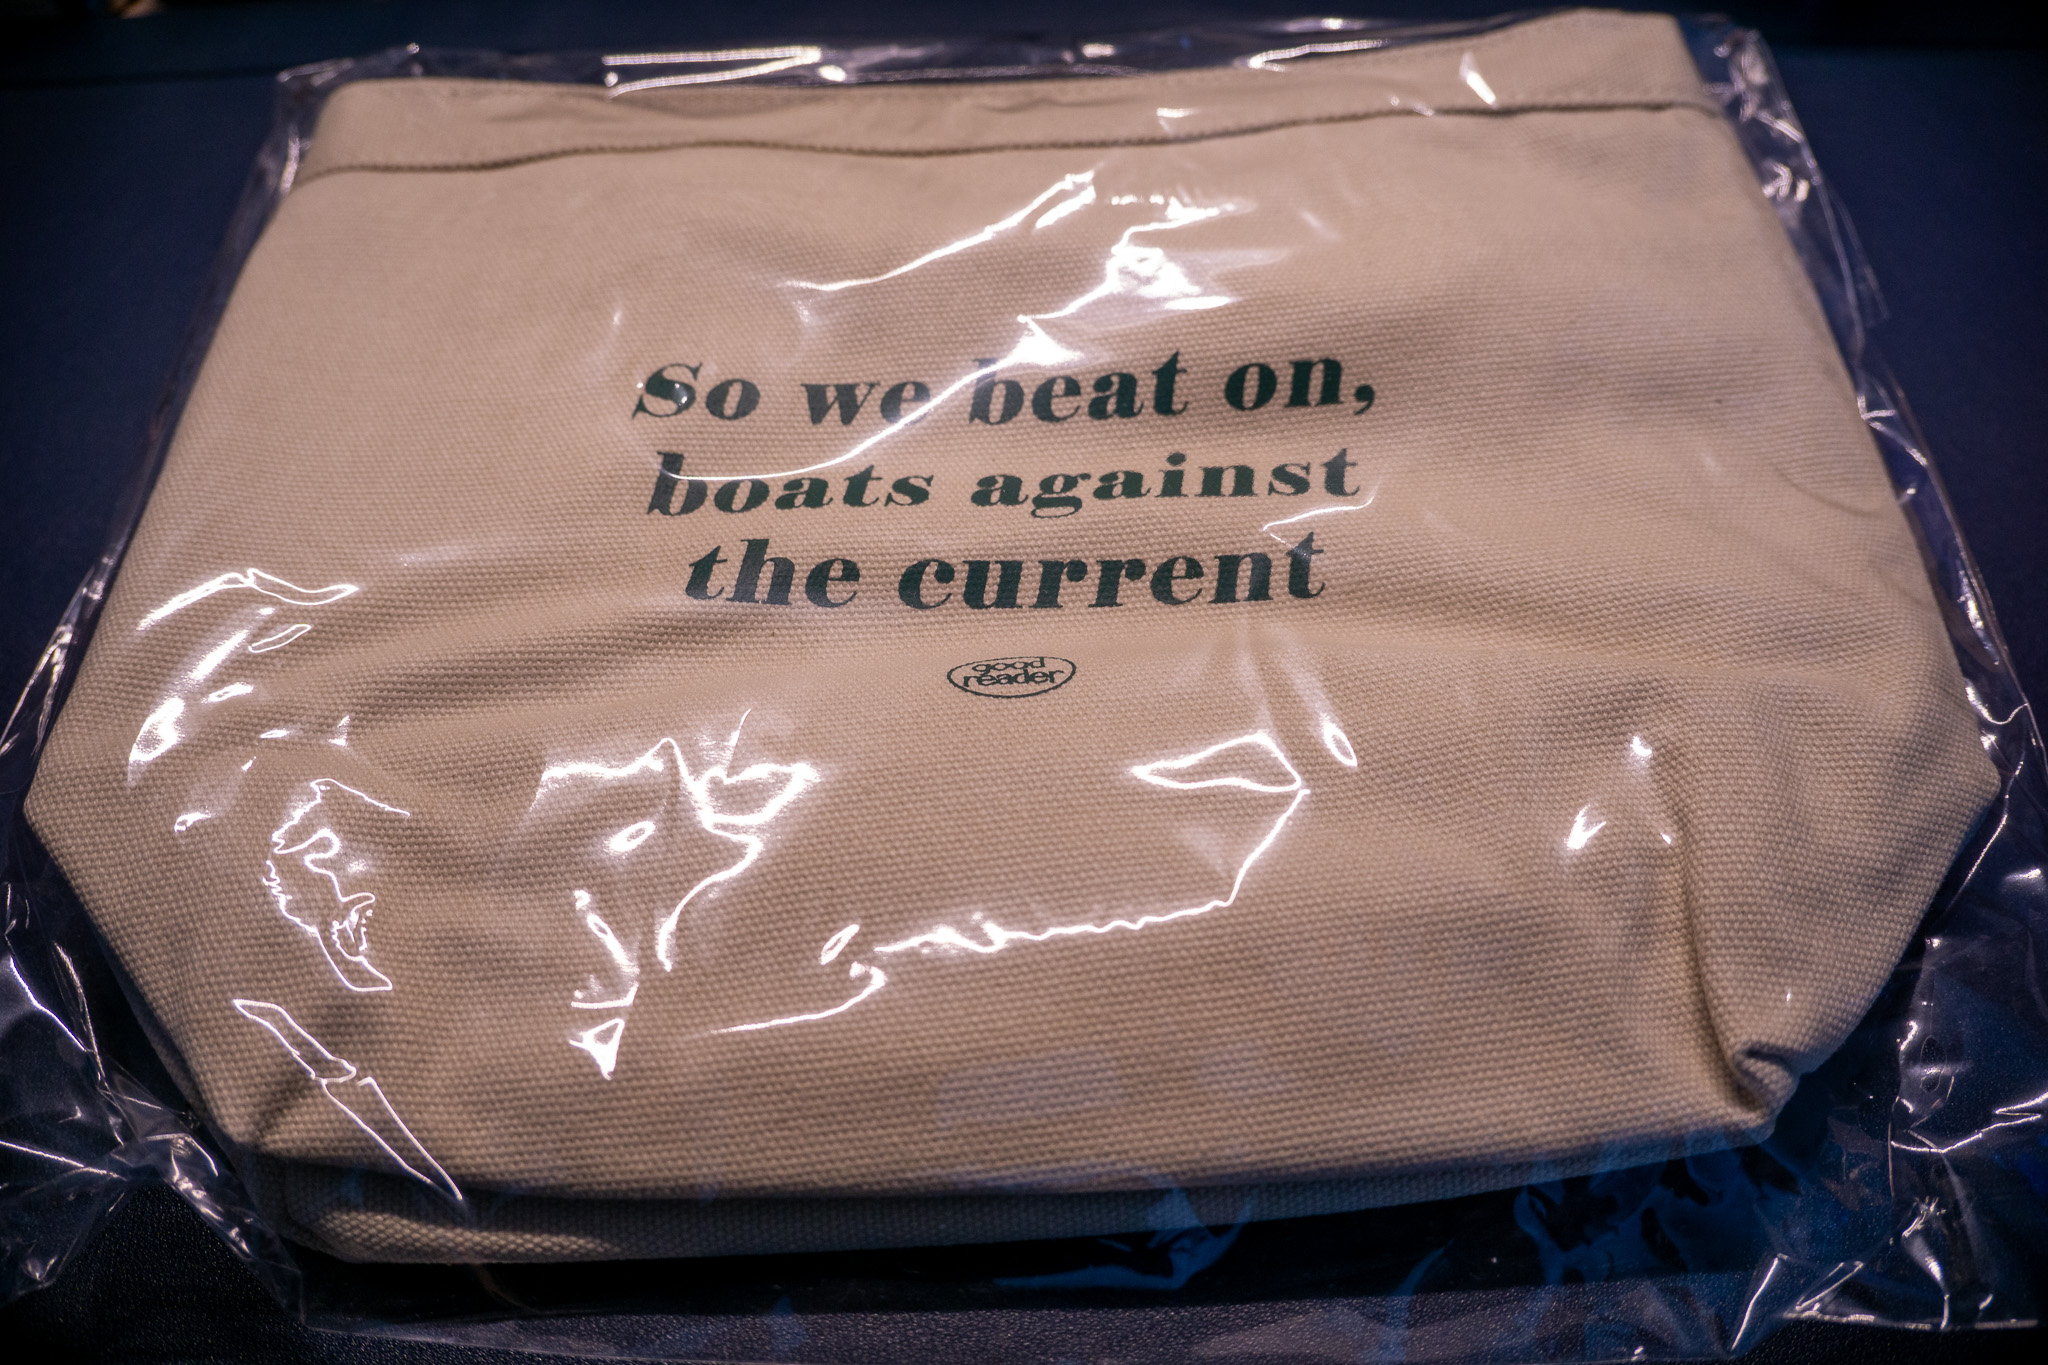 So we beat on,
boats against
the current
good
reader